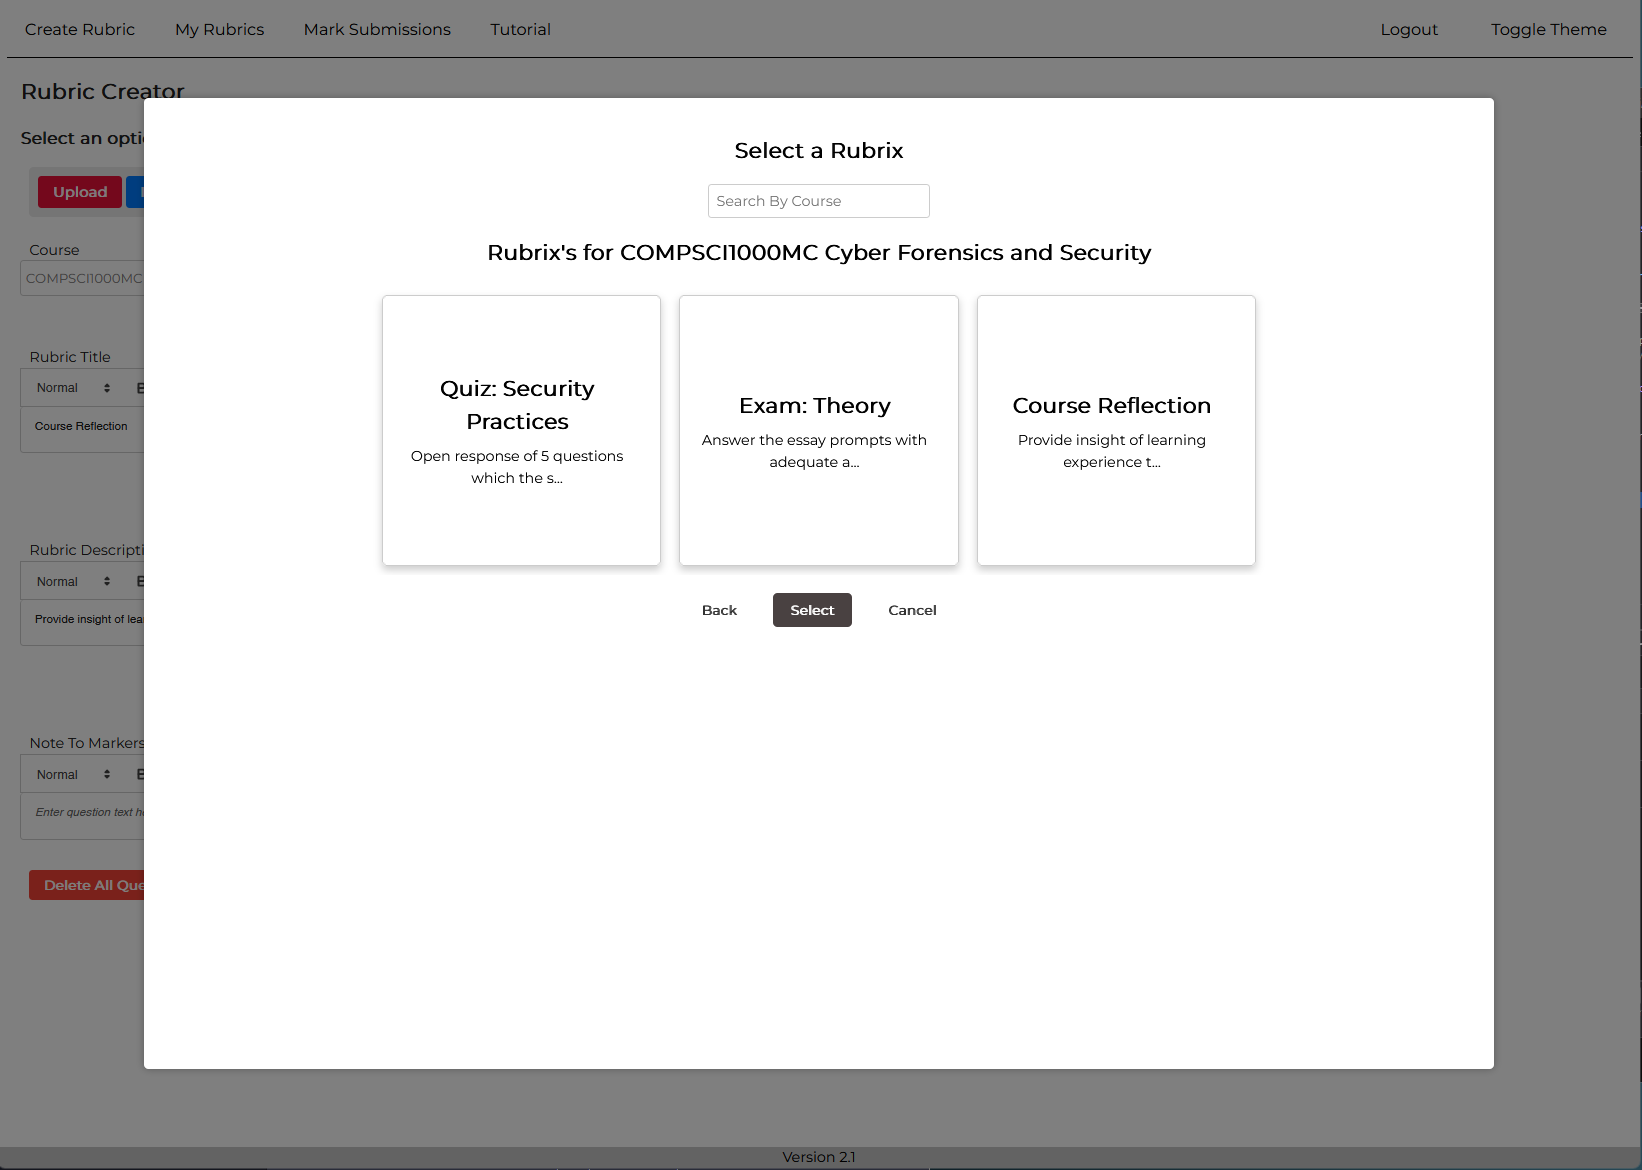 Create Rubric My Rubrics Mark Submissions Tutorial Logout Toggle Theme
Rubric Creator
Select an opti
Upload
Course
COMPSCI1000MC
Rubric Title
Normal B
Course Reflection
Rubric Descripti
Normal B
Provide insight of lea
Note To Markers
Normal B
Enter question text h
Delete All Que
Select a Rubrix
Search By Course
Rubrix's for COMPSCI1000MC Cyber Forensics and Security
Quiz: Security
Practices
Open response of 5 questions
which the s...
Exam: Theory
Answer the essay prompts with
adequate a...
Course Reflection
Provide insight of learning
experience t...
Back Select Cancel
Version 2.1